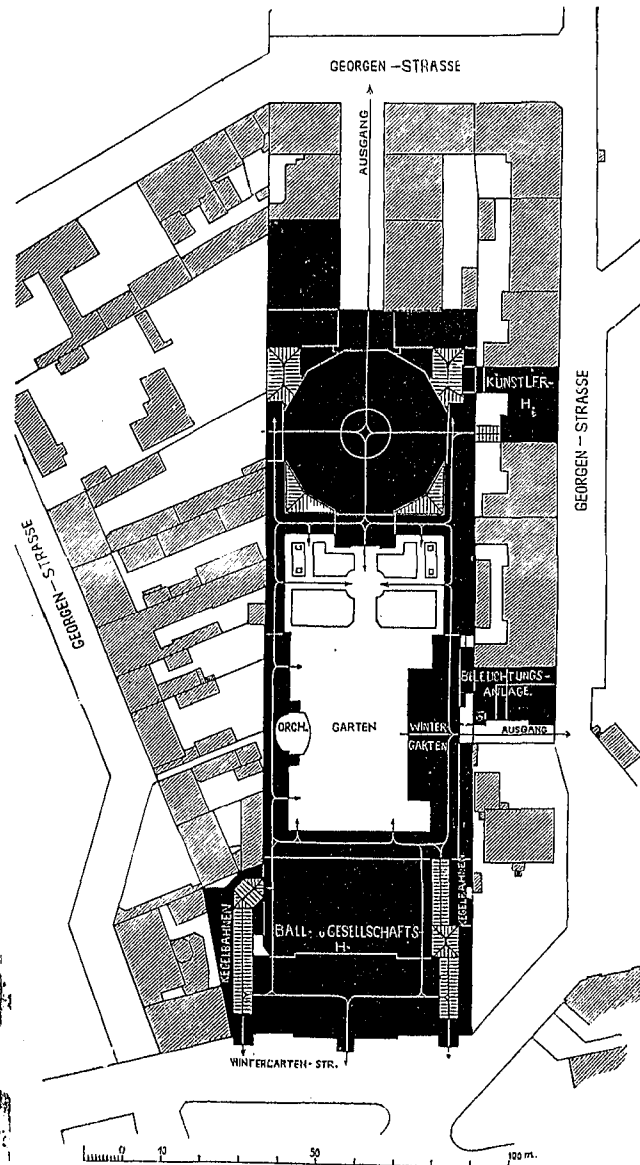 GEORGEN-STRASSE
AUSGANG
KÜNSTLER-
H.
GEORGEN-STRASSE
GEORGEN-STRASSE
BELEUCHTUNGS-
ANLAGE.
ORCH.
GARTEN
WINTER
GARTEN
AUSGANG
KEGELBAHNEN
KEGELBAHNEN
BALL- u GESELLSCHAFTS-
H.
WINTERGARTEN-STR.
0 10 50 100 m.